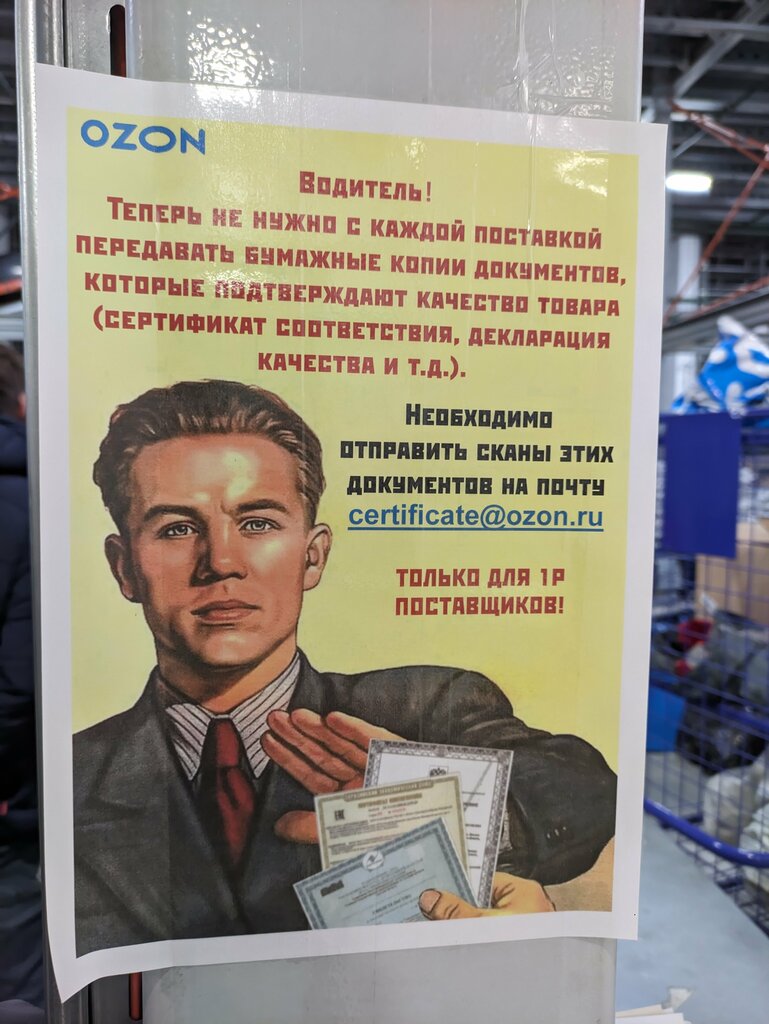 OZON
Водитель!
Теперь не нужно с каждой поставкой
передавать бумажные копии документов,
которые подтверждают качество товара
(сертификат соответствия, декларация
качества и т.д.).
Необходимо
отправить сканы этих
документов на почту
certificate@ozon.ru
только для 1P
поставщиков!